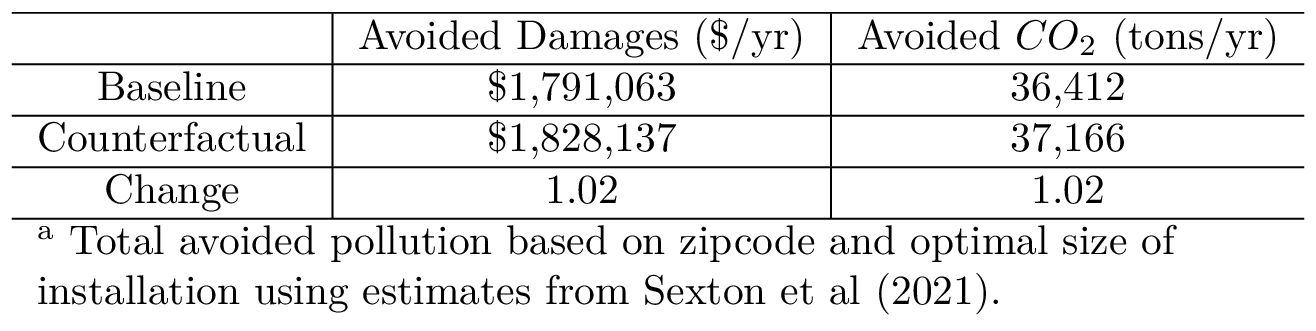 Avoided Damages ($/yr) Avoided CO₂ (tons/yr)
Baseline $1,791,063 36,412
Counterfactual $1,828,137 37,166
Change 1.02 1.02
ᵃ Total avoided pollution based on zipcode and optimal size of
installation using estimates from Sexton et al (2021).